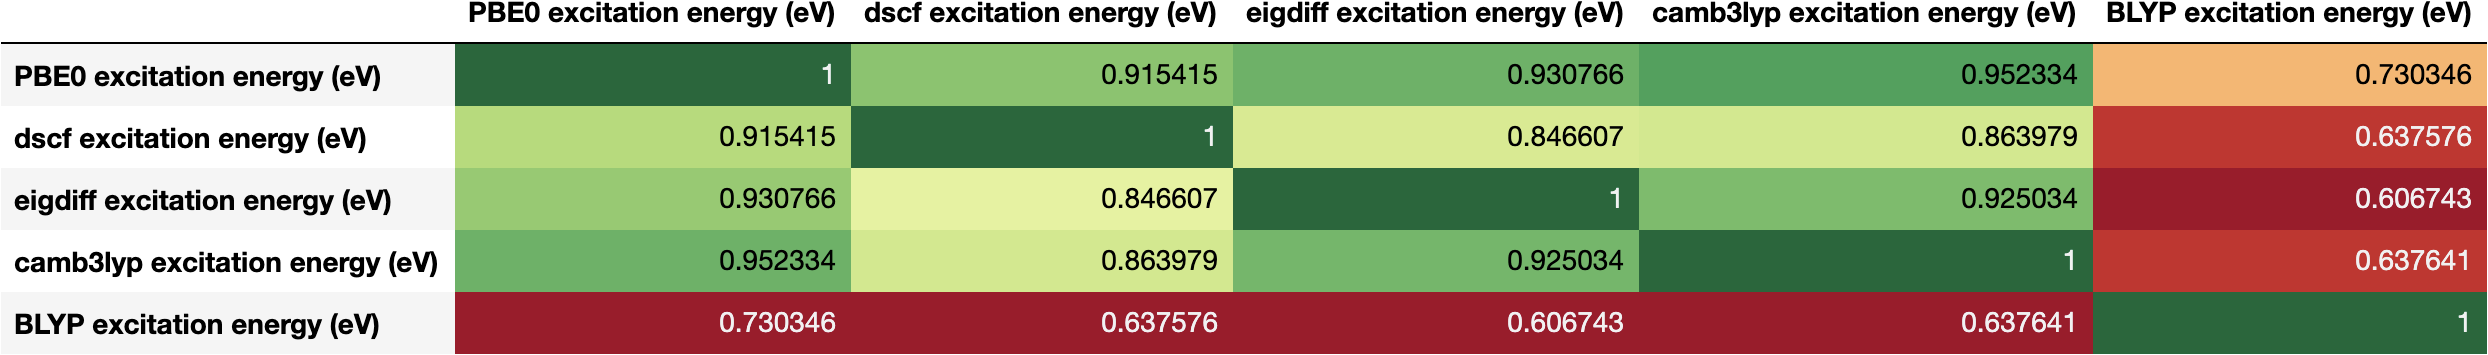 PBE0 excitation energy (eV) dscf excitation energy (eV) eigdiff excitation energy (eV) camb3lyp excitation energy (eV) BLYP excitation energy (eV)
PBE0 excitation energy (eV) 1 0.915415 0.930766 0.952334 0.730346
dscf excitation energy (eV) 0.915415 1 0.846607 0.863979 0.637576
eigdiff excitation energy (eV) 0.930766 0.846607 1 0.925034 0.606743
camb3lyp excitation energy (eV) 0.952334 0.863979 0.925034 1 0.637641
BLYP excitation energy (eV) 0.730346 0.637576 0.606743 0.637641 1